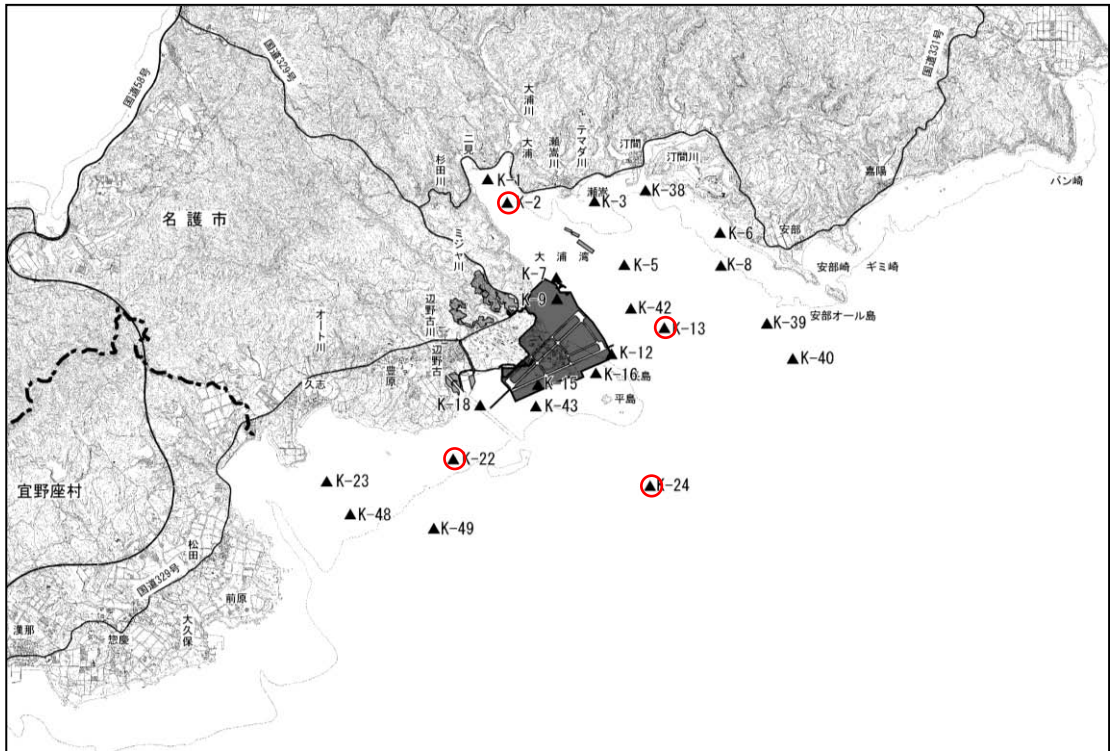 国道58号
国道329号
国道331号
大浦川
二見
大浦
瀬嵩川
テマダ川
汀間
汀間川
杉田川
嘉陽
バン崎
K-1
K-2
瀬嵩
K-3
K-38
名護市
K-6
安部
ミジャ川
大浦湾
K-5
K-8
安部崎
ギミ崎
K-7
K-9
K-42
安部オール島
K-13
K-39
辺野古川
オート川
辺野古
K-12
K-40
豊原
久志
K-15
K-16
島
平島
K-18
K-43
K-22
K-23
K-24
宜野座村
K-48
K-49
松田
国道329号
前原
大久保
惣慶
漢那